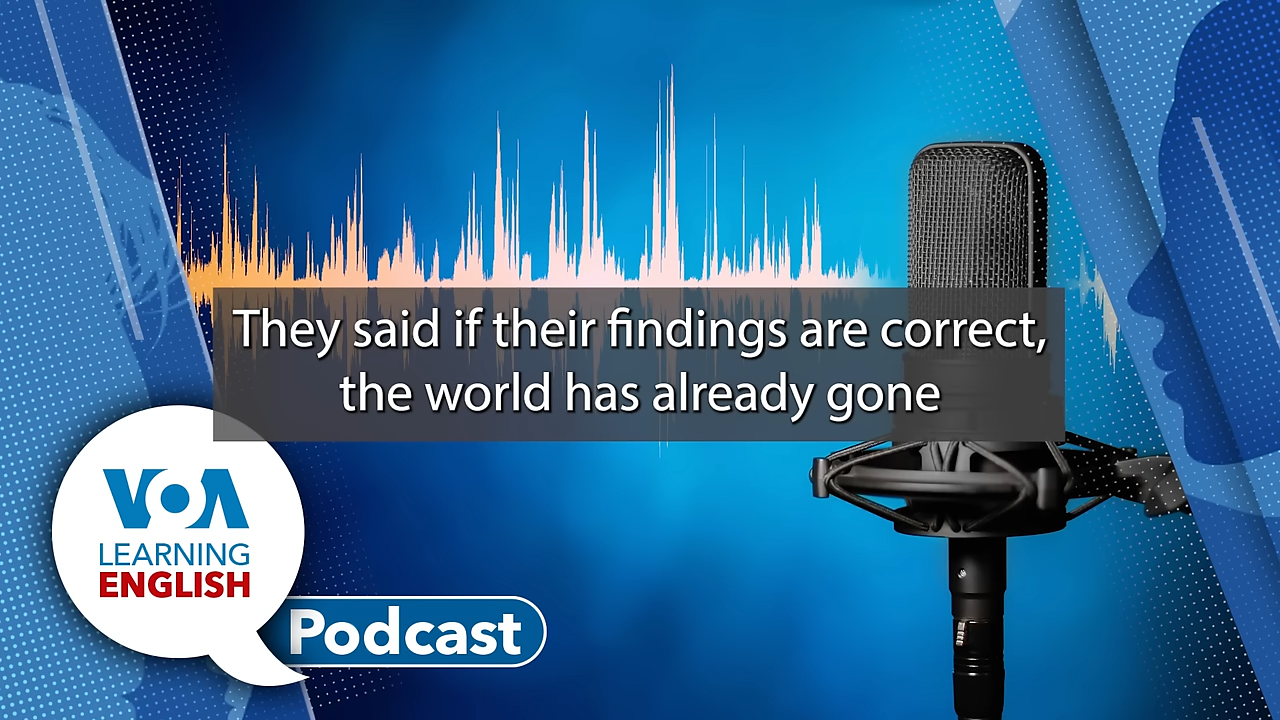 They said if their findings are correct,
the world has already gone
VOA
LEARNING
ENGLISH
Podcast